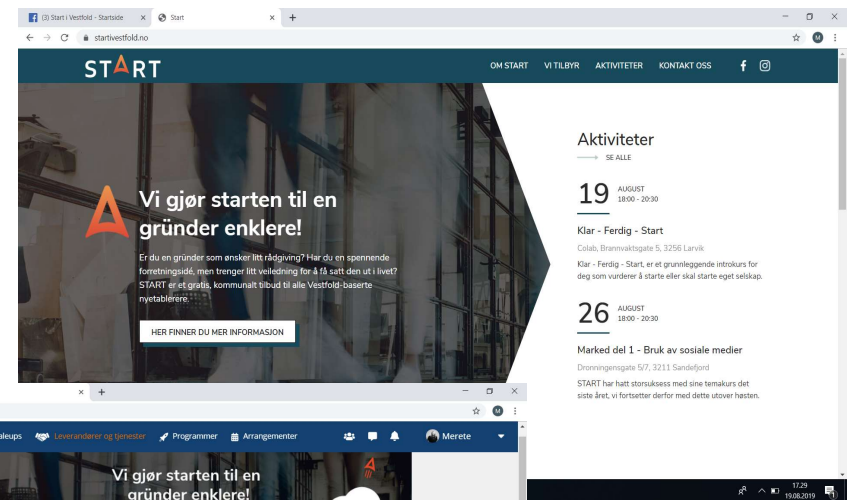 (3) Start i Vestfold - Startside
Start
startivestfold.no
M
START
OM START
VI TILBYR
AKTIVITETER
KONTAKT OSS
Vi gjør starten til en
gründer enklere!
Er du en gründer som ønsker litt rådgiving? Har du en spennende
forretningsidé, men trenger litt veiledning for å få satt den ut i livet?
START er et gratis, kommunalt tilbud til alle Vestfold-baserte
nyetablerere.
HER FINNER DU MER INFORMASJON
Aktiviteter
SE ALLE
19 AUGUST
18:00 - 20:30
Klar - Ferdig - Start
Colab, Brannvaktsgate 5, 3256 Larvik
Klar - Ferdig - Start, er et grunnleggende introkurs for
deg som vurderer å starte eller skal starte eget selskap.
26 AUGUST
18:00 - 20:30
Marked del 1 - Bruk av sosiale medier
Dronningensgate 5/7, 3211 Sandefjord
START har hatt storsuksess med sine temakurs det
siste året, vi fortsetter derfor med dette utover høsten.
M
aleups
Leverandører og tjenester
Programmer
Arrangementer
Merete
Vi gjør starten til en
gründer enklere!
17.29
19.08.2019